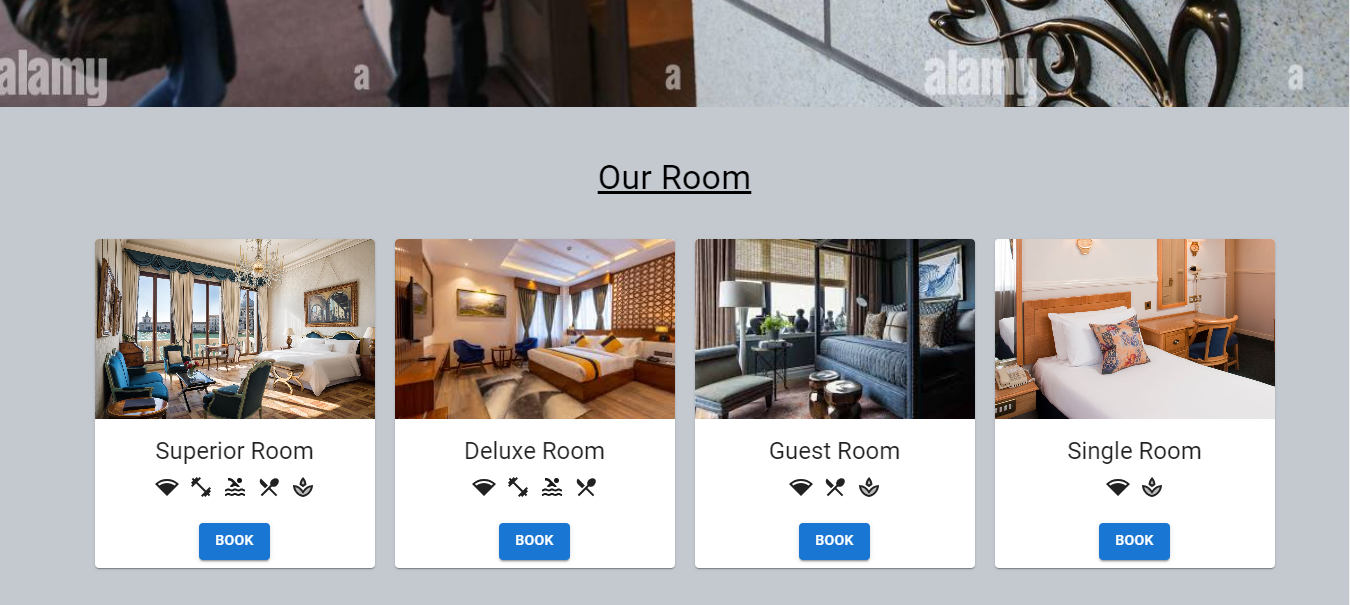 alamy
a
a
alamy
a
Our Room
Superior Room
Deluxe Room
Guest Room
Single Room
BOOK
BOOK
BOOK
BOOK